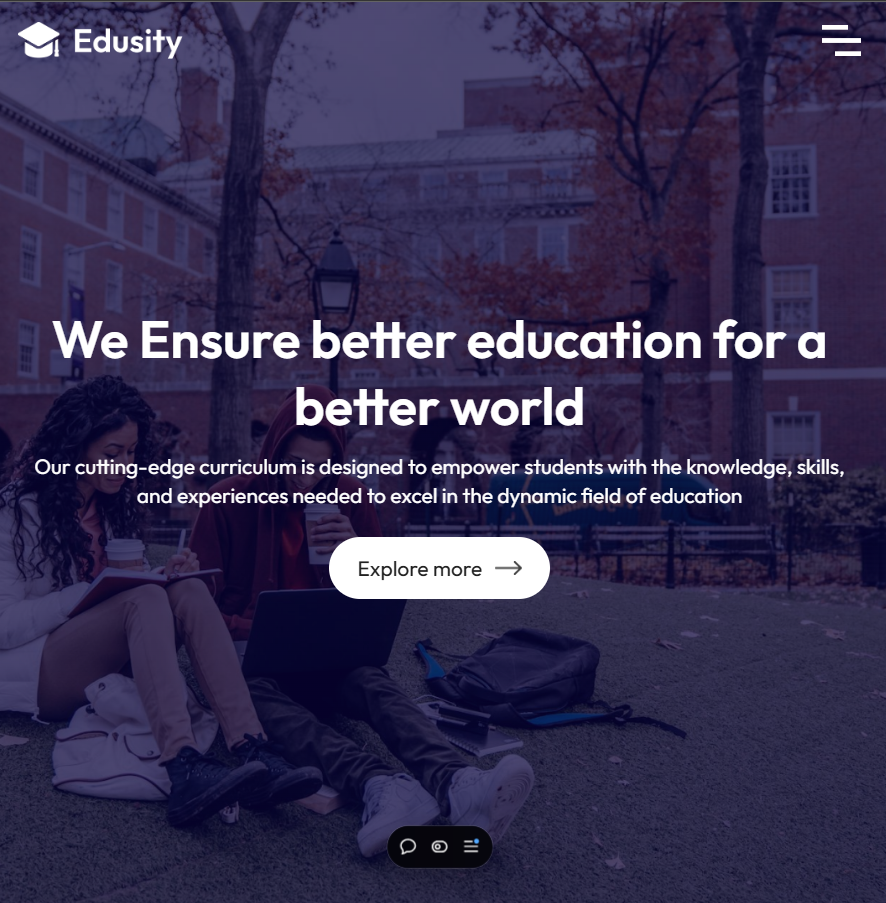 Edusity
We Ensure better education for a
better world
Our cutting-edge curriculum is designed to empower students with the knowledge, skills,
and experiences needed to excel in the dynamic field of education
Explore more